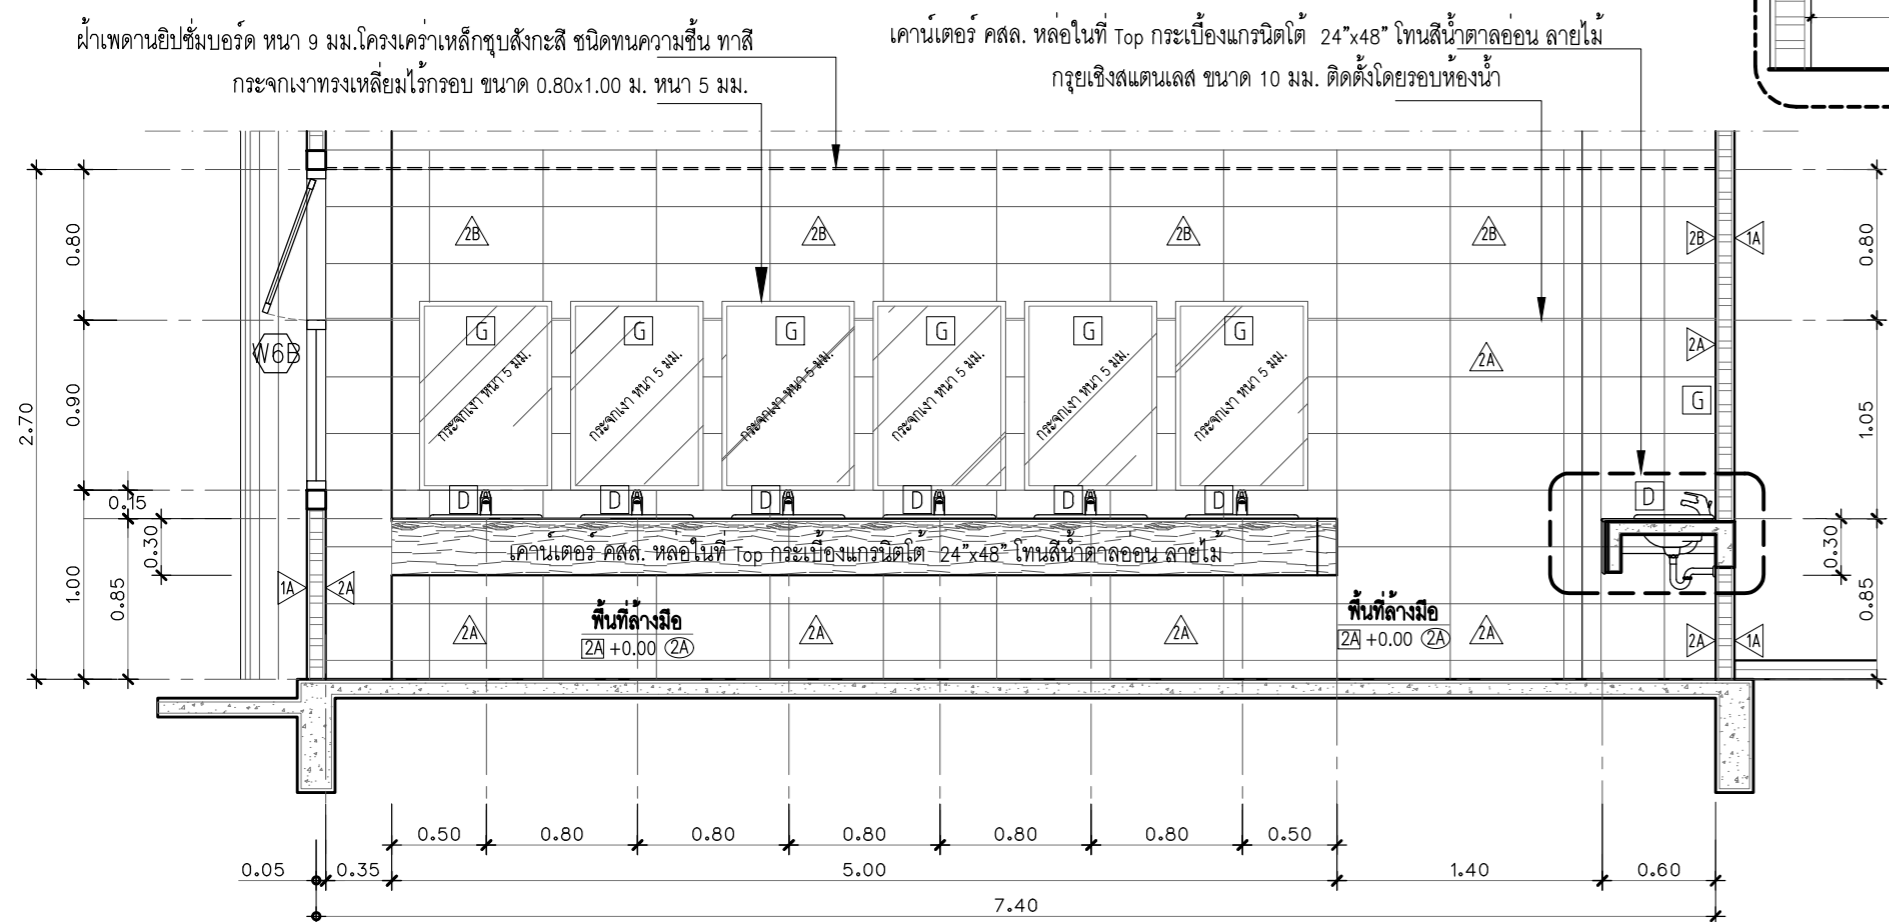 ฝ้าเพดานยิปซั่มบอร์ด หนา 9 มม.โครงเคร่าเหล็กชุบสังกะสี ชนิดทนความชื้น ทาสี
เคาน์เตอร์ คสล. หล่อในที่ Top กระเบื้องแกรนิตโต้ 24"x48" โทนสีน้ำตาลอ่อน ลายไม้
กระจกเงาทรงเหลี่ยมไร้กรอบ ขนาด 0.80x1.00 ม. หนา 5 มม.
กรุยเชิงสแตนเลส ขนาด 10 มม. ติดตั้งโดยรอบห้องน้ำ
2B 2B 2B 2B 2B 1A
0.80 0.80
G G G G G G
W6B
2A 2A
กระจกเงา หนา 5 มม. กระจกเงา หนา 5 มม. กระจกเงา หนา 5 มม. กระจกเงา หนา 5 มม. กระจกเงา หนา 5 มม. กระจกเงา หนา 5 มม.
2.70 0.90 G 1.05
0.15 D D D D D D D
0.30 เคาน์เตอร์ คสล. หล่อในที่ Top กระเบื้องแกรนิตโต้ 24"x48" โทนสีน้ำตาลอ่อน ลายไม้ 0.30
1.00 0.85 1A 2A 0.85
พื้นที่ล้างมือ พื้นที่ล้างมือ
2A 2A +0.00 2A 2A 2A 2A +0.00 2A 2A 2A 1A
0.50 0.80 0.80 0.80 0.80 0.80 0.50
0.05 0.35 5.00 1.40 0.60
7.40